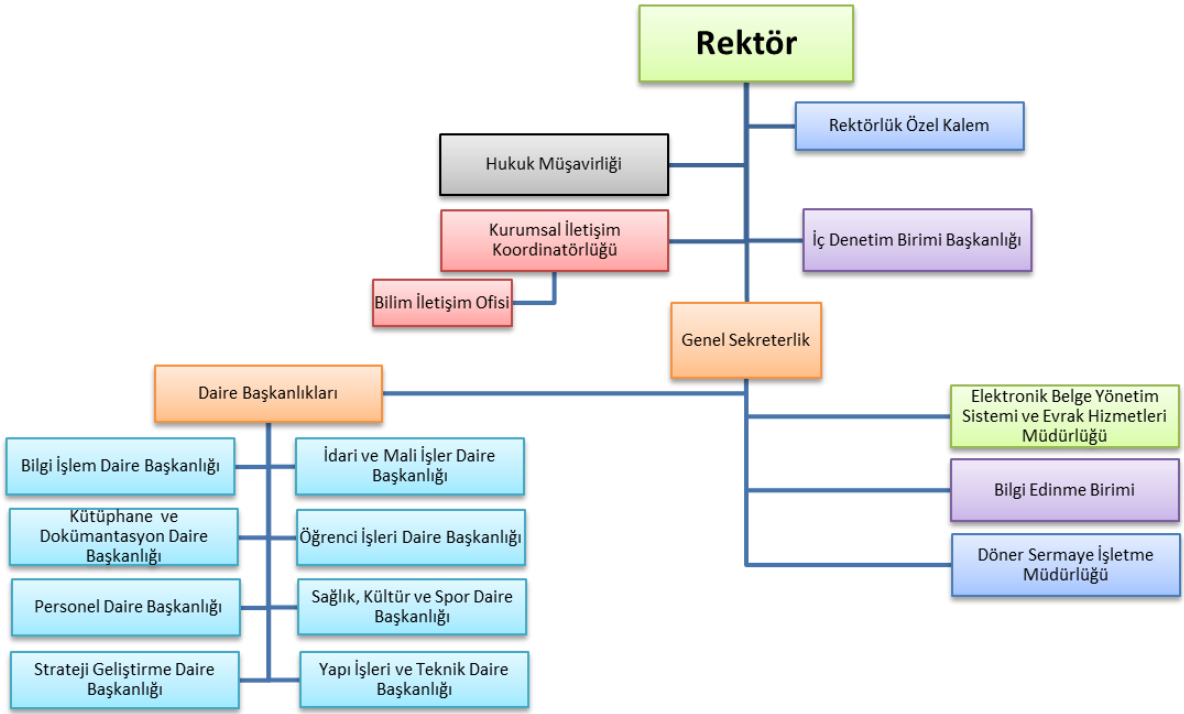 Rektör
Rektörlük Özel Kalem
Hukuk Müşavirliği
Kurumsal İletişim
Koordinatörlüğü
İç Denetim Birimi Başkanlığı
Bilim İletişim Ofisi
Genel Sekreterlik
Daire Başkanlıkları
Elektronik Belge Yönetim
Sistemi ve Evrak Hizmetleri
Müdürlüğü
Bilgi İşlem Daire Başkanlığı
İdari ve Mali İşler Daire
Başkanlığı
Bilgi Edinme Birimi
Kütüphane ve
Dokümantasyon Daire
Başkanlığı
Öğrenci İşleri Daire Başkanlığı
Döner Sermaye İşletme
Müdürlüğü
Personel Daire Başkanlığı
Sağlık, Kültür ve Spor Daire
Başkanlığı
Strateji Geliştirme Daire
Başkanlığı
Yapı İşleri ve Teknik Daire
Başkanlığı